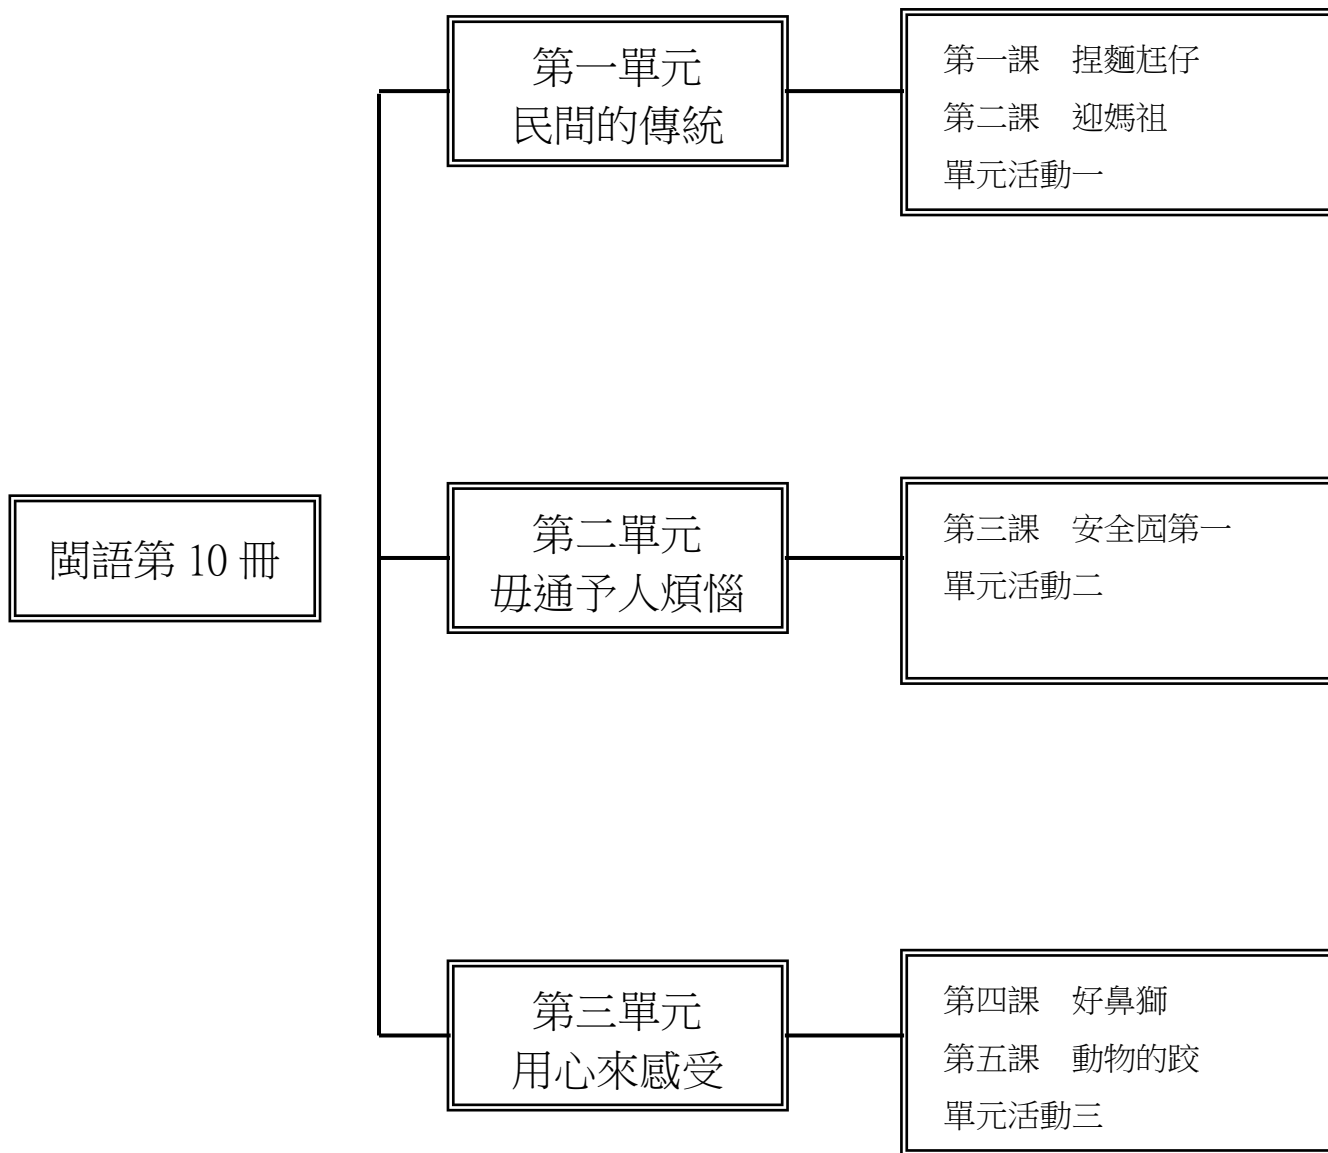 閩語第 10 冊
第一單元
民間的傳統
第一課　捏麵尪仔
第二課　迎媽祖
單元活動一
第二單元
毋通予人煩惱
第三課　安全囥第一
單元活動二
第三單元
用心來感受
第四課　好鼻獅
第五課　動物的跤
單元活動三